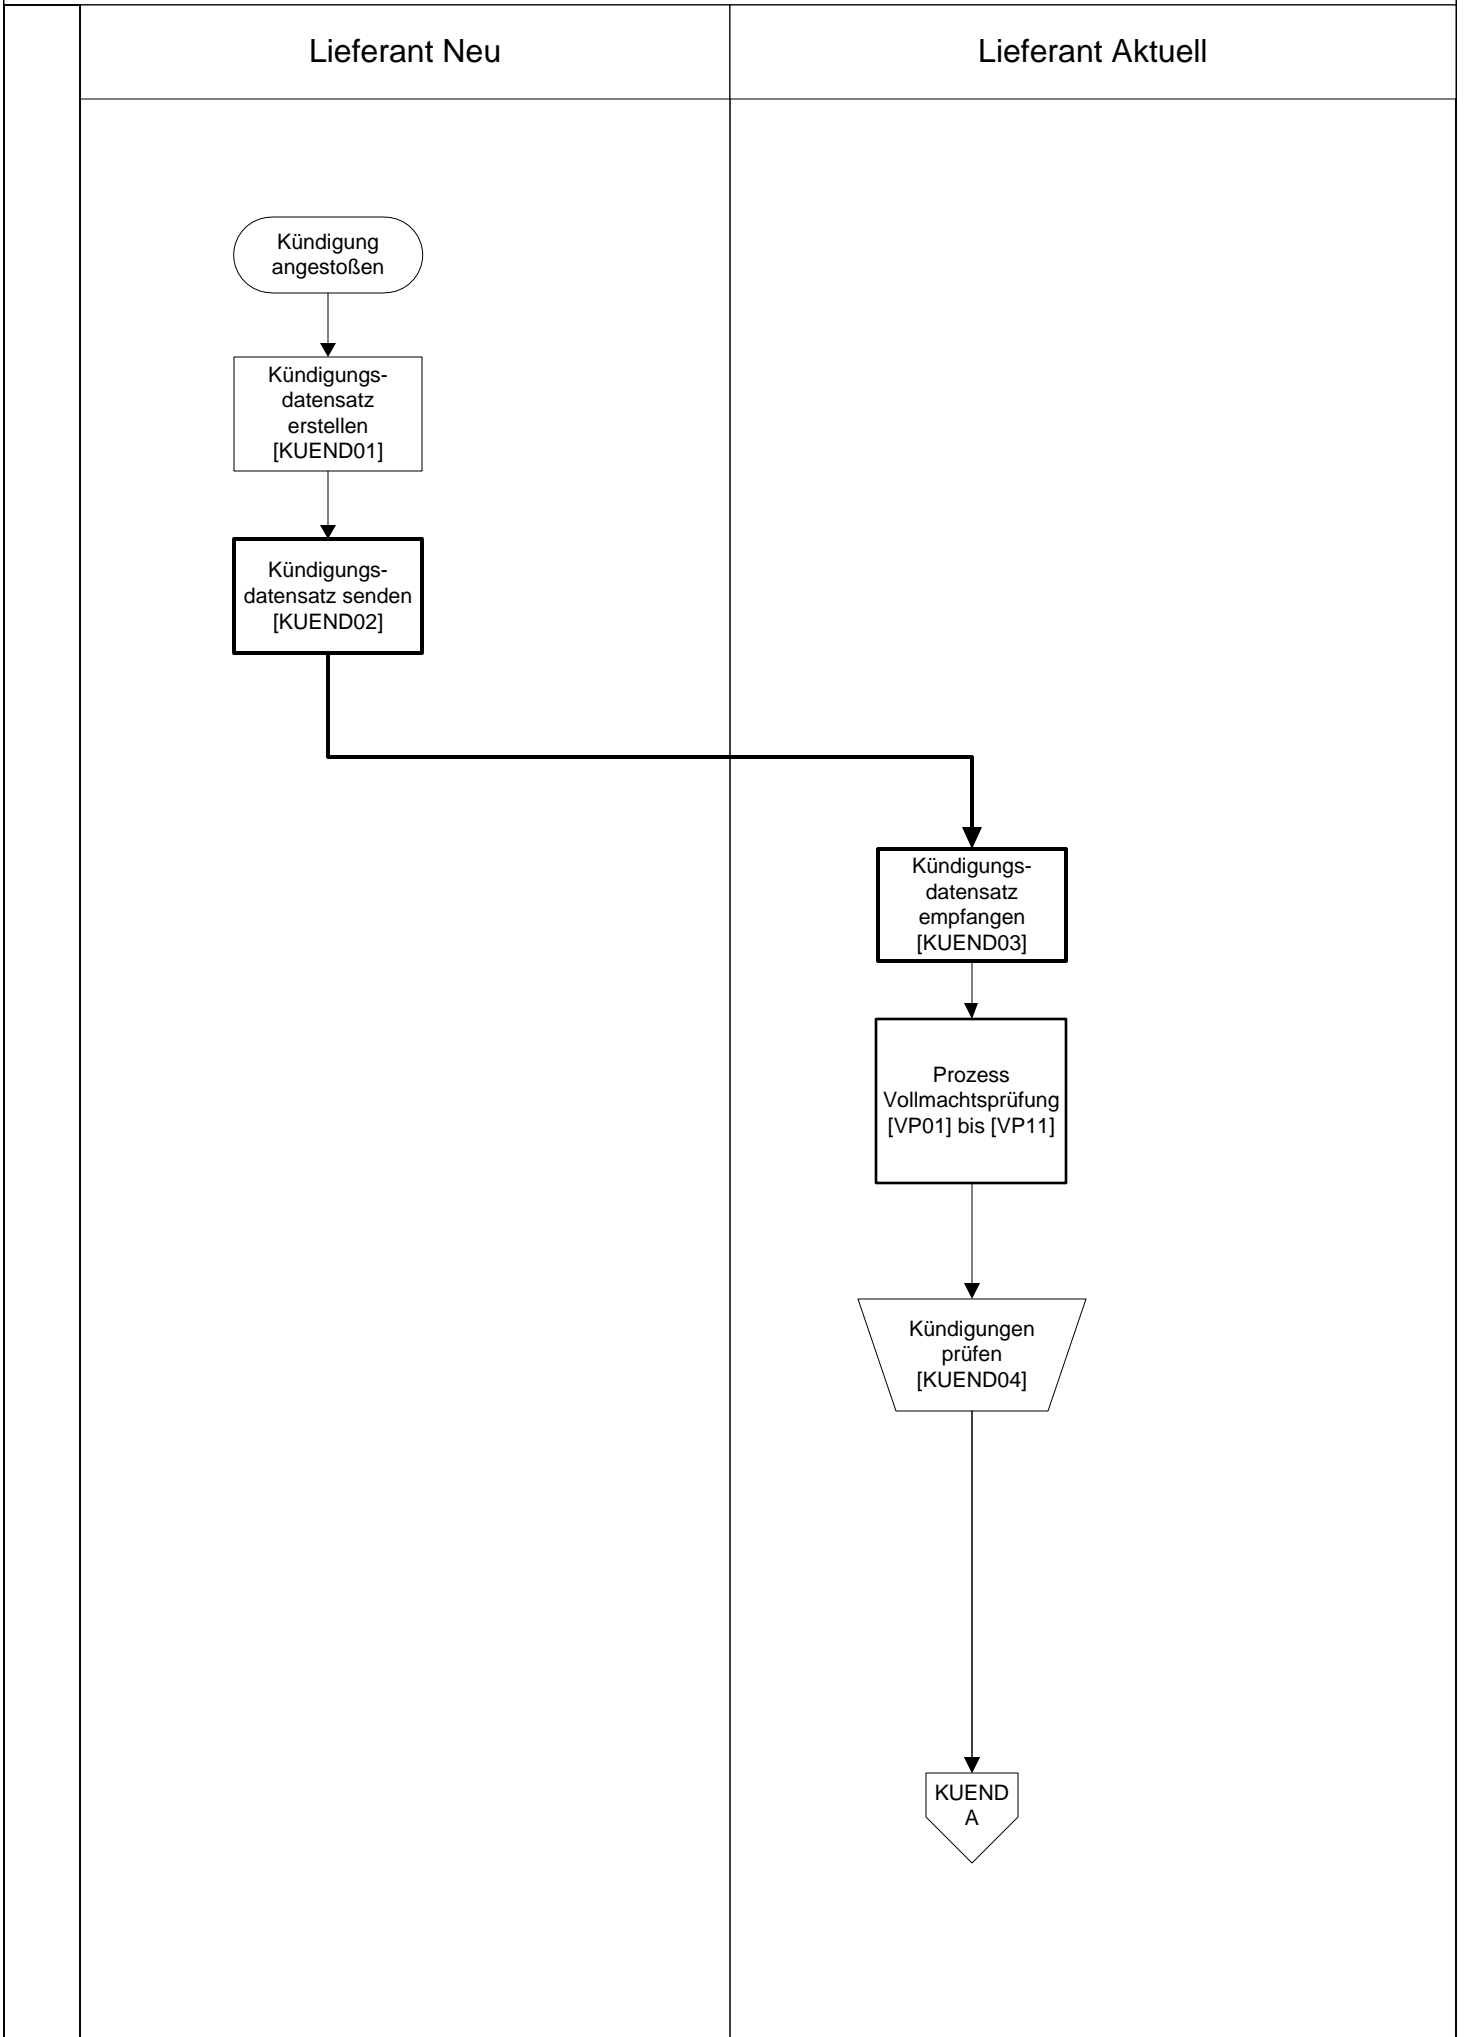 Lieferant Neu
Lieferant Aktuell
Kündigung
angestoßen
Kündigungs-
datensatz
erstellen
[KUEND01]
Kündigungs-
datensatz senden
[KUEND02]
Kündigungs-
datensatz
empfangen
[KUEND03]
Prozess
Vollmachtsprüfung
[VP01] bis [VP11]
Kündigungen
prüfen
[KUEND04]
KUEND
A